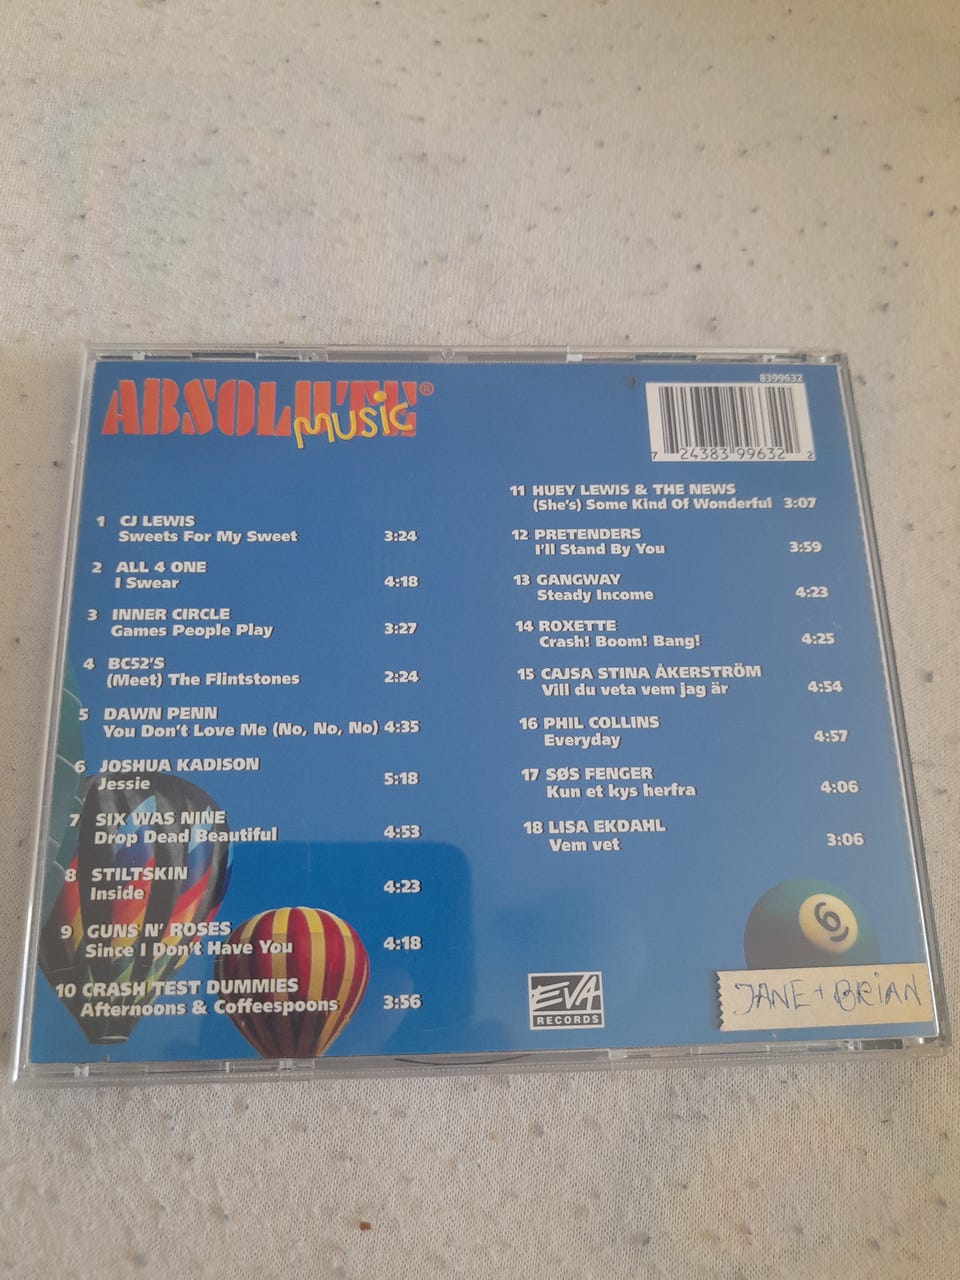 ABSOLUTE®
MUSIC
8399632
7 24383 99632 2
1 CJ LEWIS
Sweets For My Sweet 3:24
2 ALL 4 ONE
I Swear 4:18
3 INNER CIRCLE
Games People Play 3:27
4 BC52'S
(Meet) The Flintstones 2:24
5 DAWN PENN
You Don't Love Me (No, No, No) 4:35
6 JOSHUA KADISON
Jessie 5:18
7 SIX WAS NINE
Drop Dead Beautiful 4:53
8 STILTSKIN
Inside 4:23
9 GUNS N' ROSES
Since I Don't Have You 4:18
10 CRASH TEST DUMMIES
Afternoons & Coffeespoons 3:56
11 HUEY LEWIS & THE NEWS
(She's) Some Kind Of Wonderful 3:07
12 PRETENDERS
I'll Stand By You 3:59
13 GANGWAY
Steady Income 4:23
14 ROXETTE
Crash! Boom! Bang! 4:25
15 CAJSA STINA ÅKERSTRÖM
Vill du veta vem jag är 4:54
16 PHIL COLLINS
Everyday 4:57
17 SØS FENGER
Kun et kys herfra 4:06
18 LISA EKDAHL
Vem vet 3:06
6
EVA
RECORDS
JANE + BRIAN